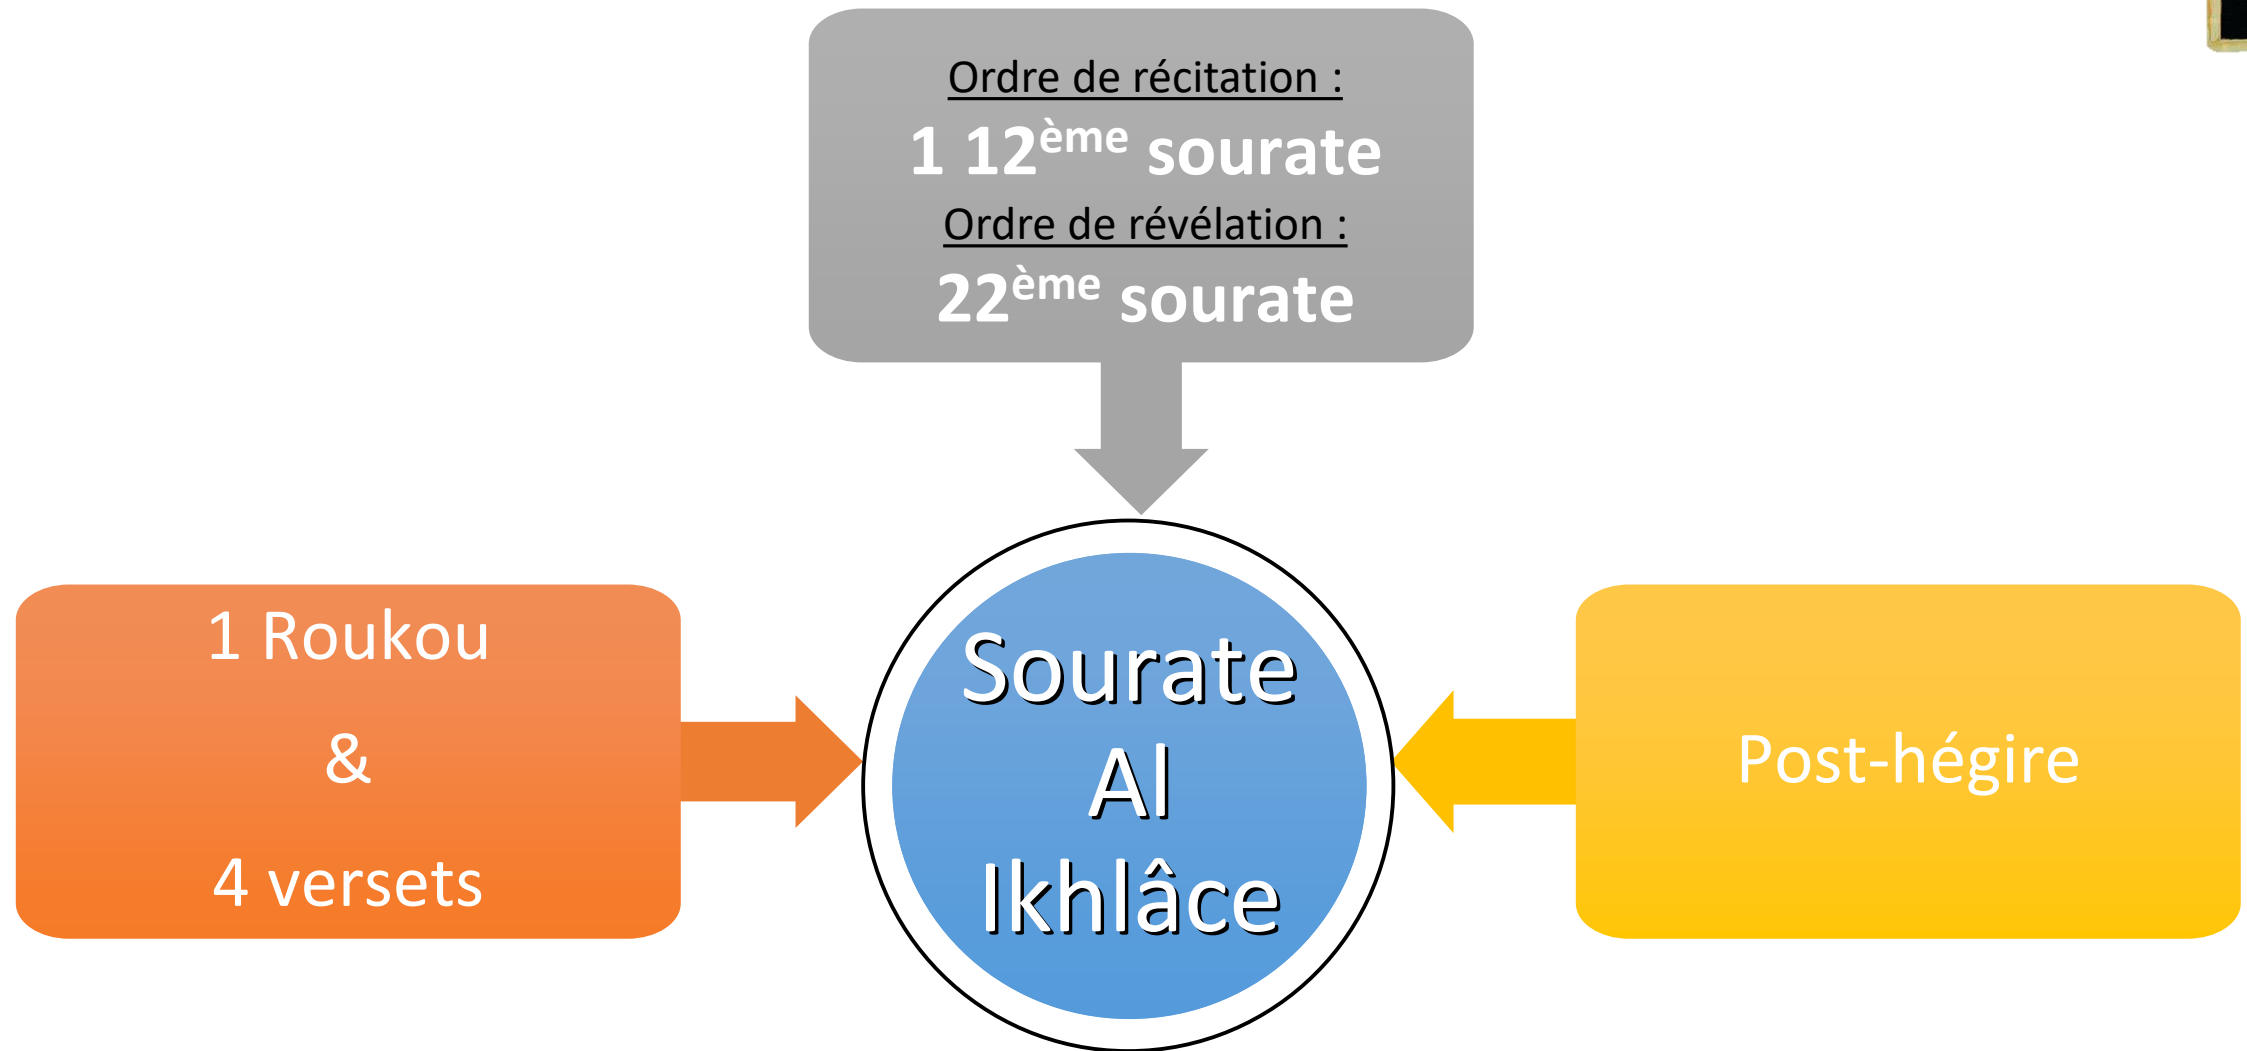 Ordre de récitation :
1 12ème sourate
Ordre de révélation :
22ème sourate
1 Roukou
&
4 versets
Sourate
Al
Ikhlâce
Post-hégire